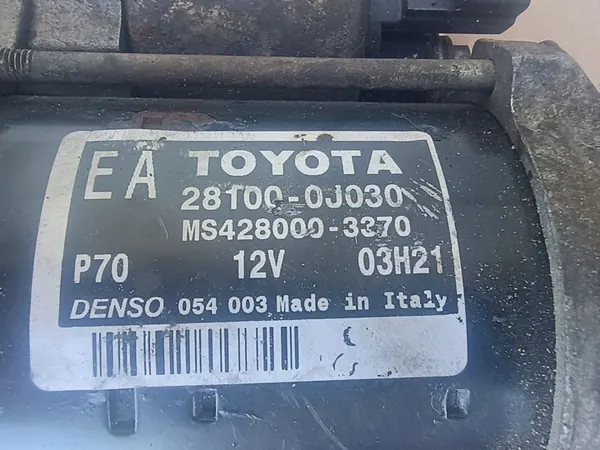 EA TOYOTA
28100-0J030
MS428000-3370
P70 12V 03H21
DENSO 054 003 Made in Italy